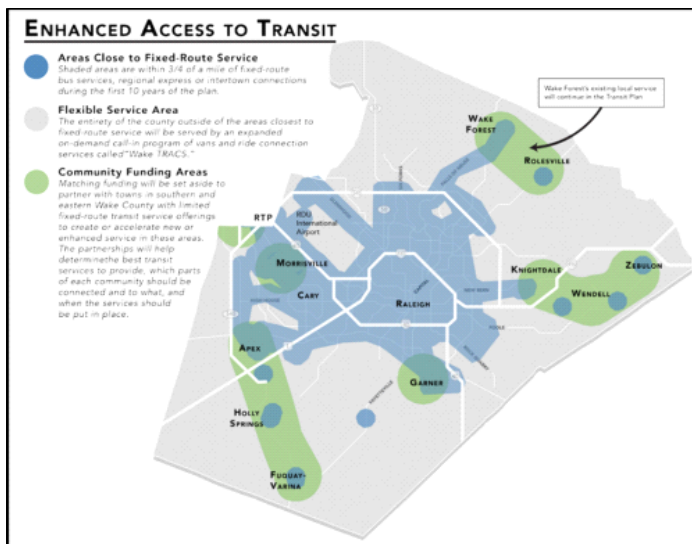 ENHANCED ACCESS TO TRANSIT
Areas Close to Fixed-Route Service
Shaded areas are within 3/4 of a mile of fixed-route
bus services, regional express or intertown connections
during the first 10 years of the plan.
Flexible Service Area
The entirety of the county outside of the areas closest to
fixed-route service will be served by an expanded
on-demand call-in program of vans and ride connection
services called"Wake TRACS."
Community Funding Areas
Matching funding will be set aside to
partner with towns in southern and
eastern Wake County with limited
fixed-route transit service offerings
to create or accelerate new or
enhanced service in these areas.
The partnerships will help
determinethe best transit
services to provide, which parts
of each community should be
connected and to what, and
when the services should
be put in place.
Wake Forest's existing local service
will continue in the Transit Plan
WAKE
FOREST
ROLESVILLE
RTP
RDU
International
Airport
MORRISVILLE
CARY
RALEIGH
CAPITAL
NEW BERN
KNIGHTDALE
ZEBULON
WENDELL
POOLE
ROCK QUARRY
APEX
GARNER
FAYETTEVILLE
HOLLY
SPRINGS
FUQUAY-
VARINA